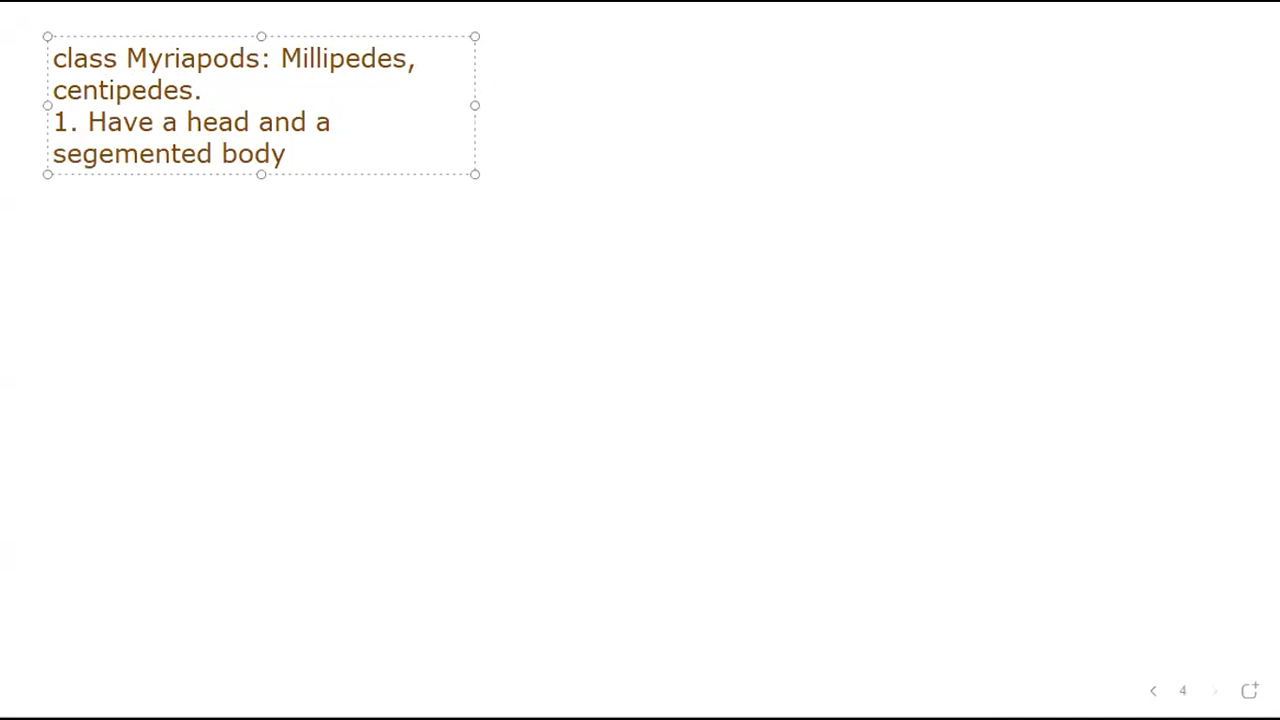 class Myriapods: Millipedes,
centipedes.
1. Have a head and a
segemented body
4